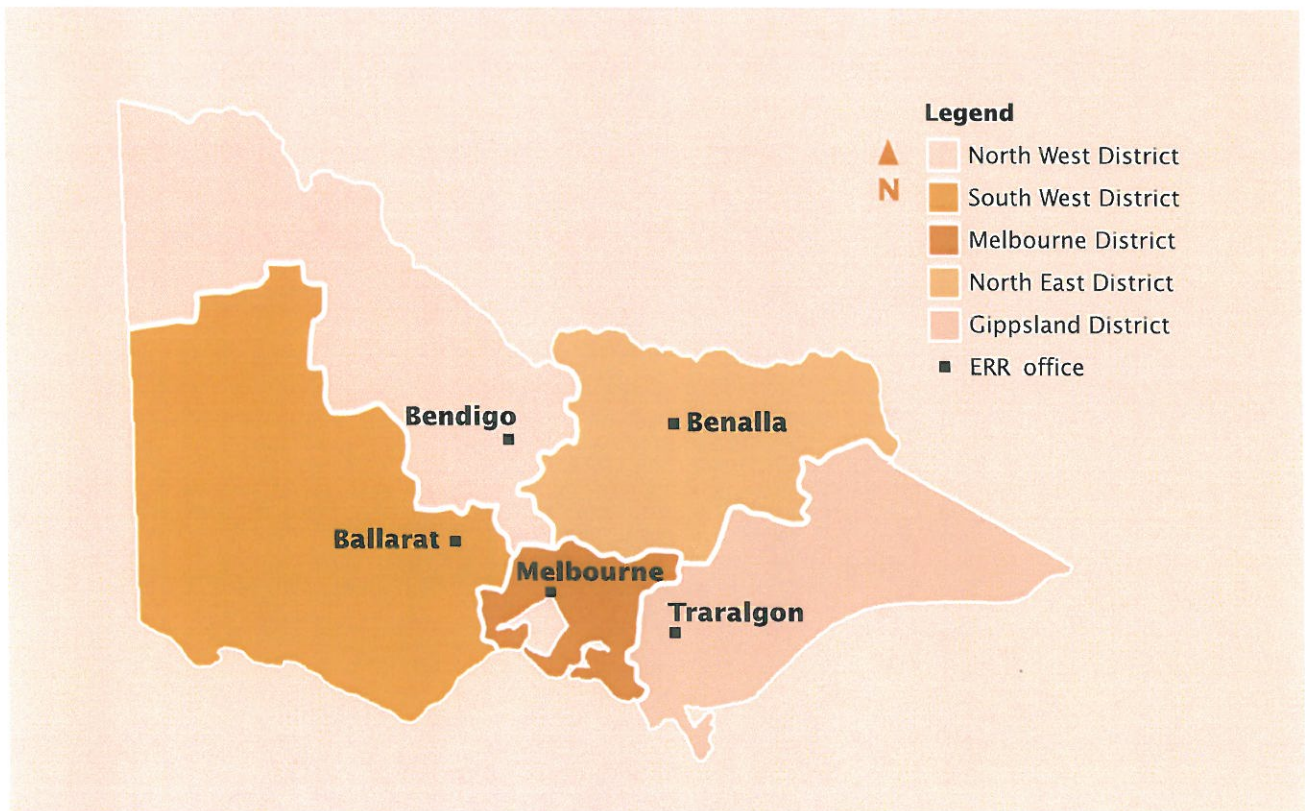 Legend
North West District
South West District
Melbourne District
North East District
Gippsland District
ERR office
N
Bendigo
Benalla
Ballarat
Melbourne
Traralgon